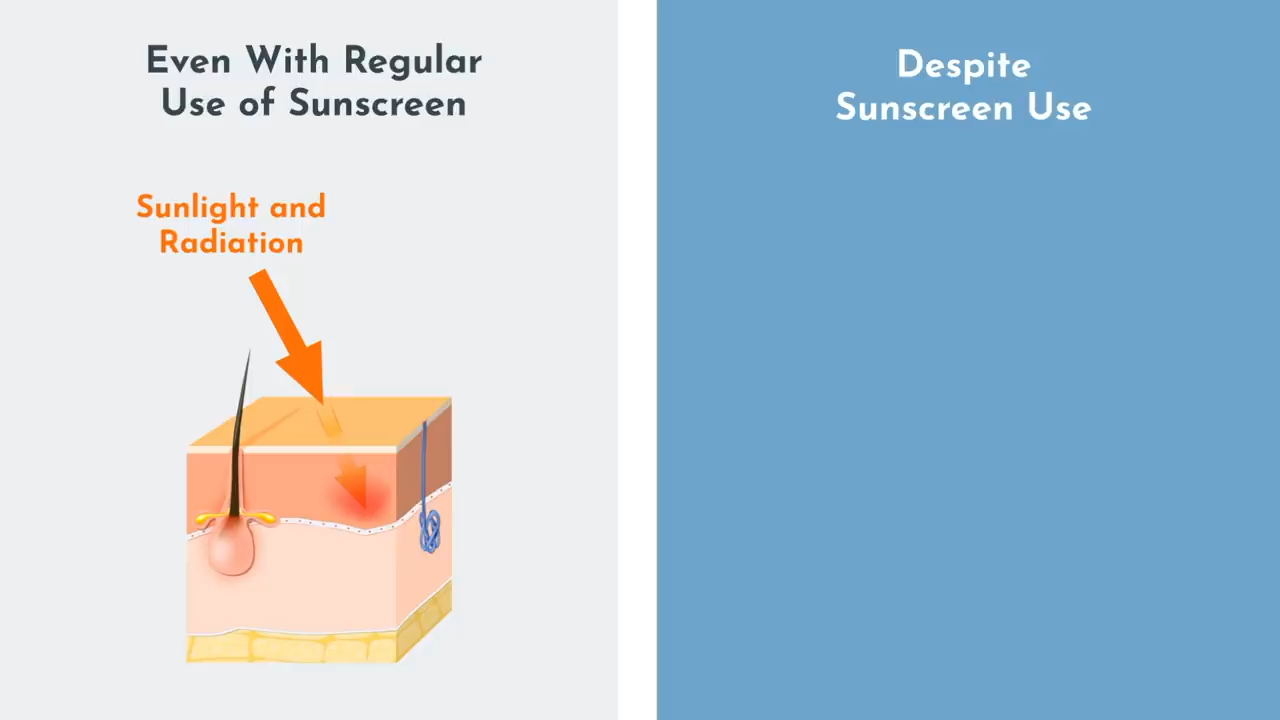 Even With Regular
Use of Sunscreen
Sunlight and
Radiation
Despite
Sunscreen Use